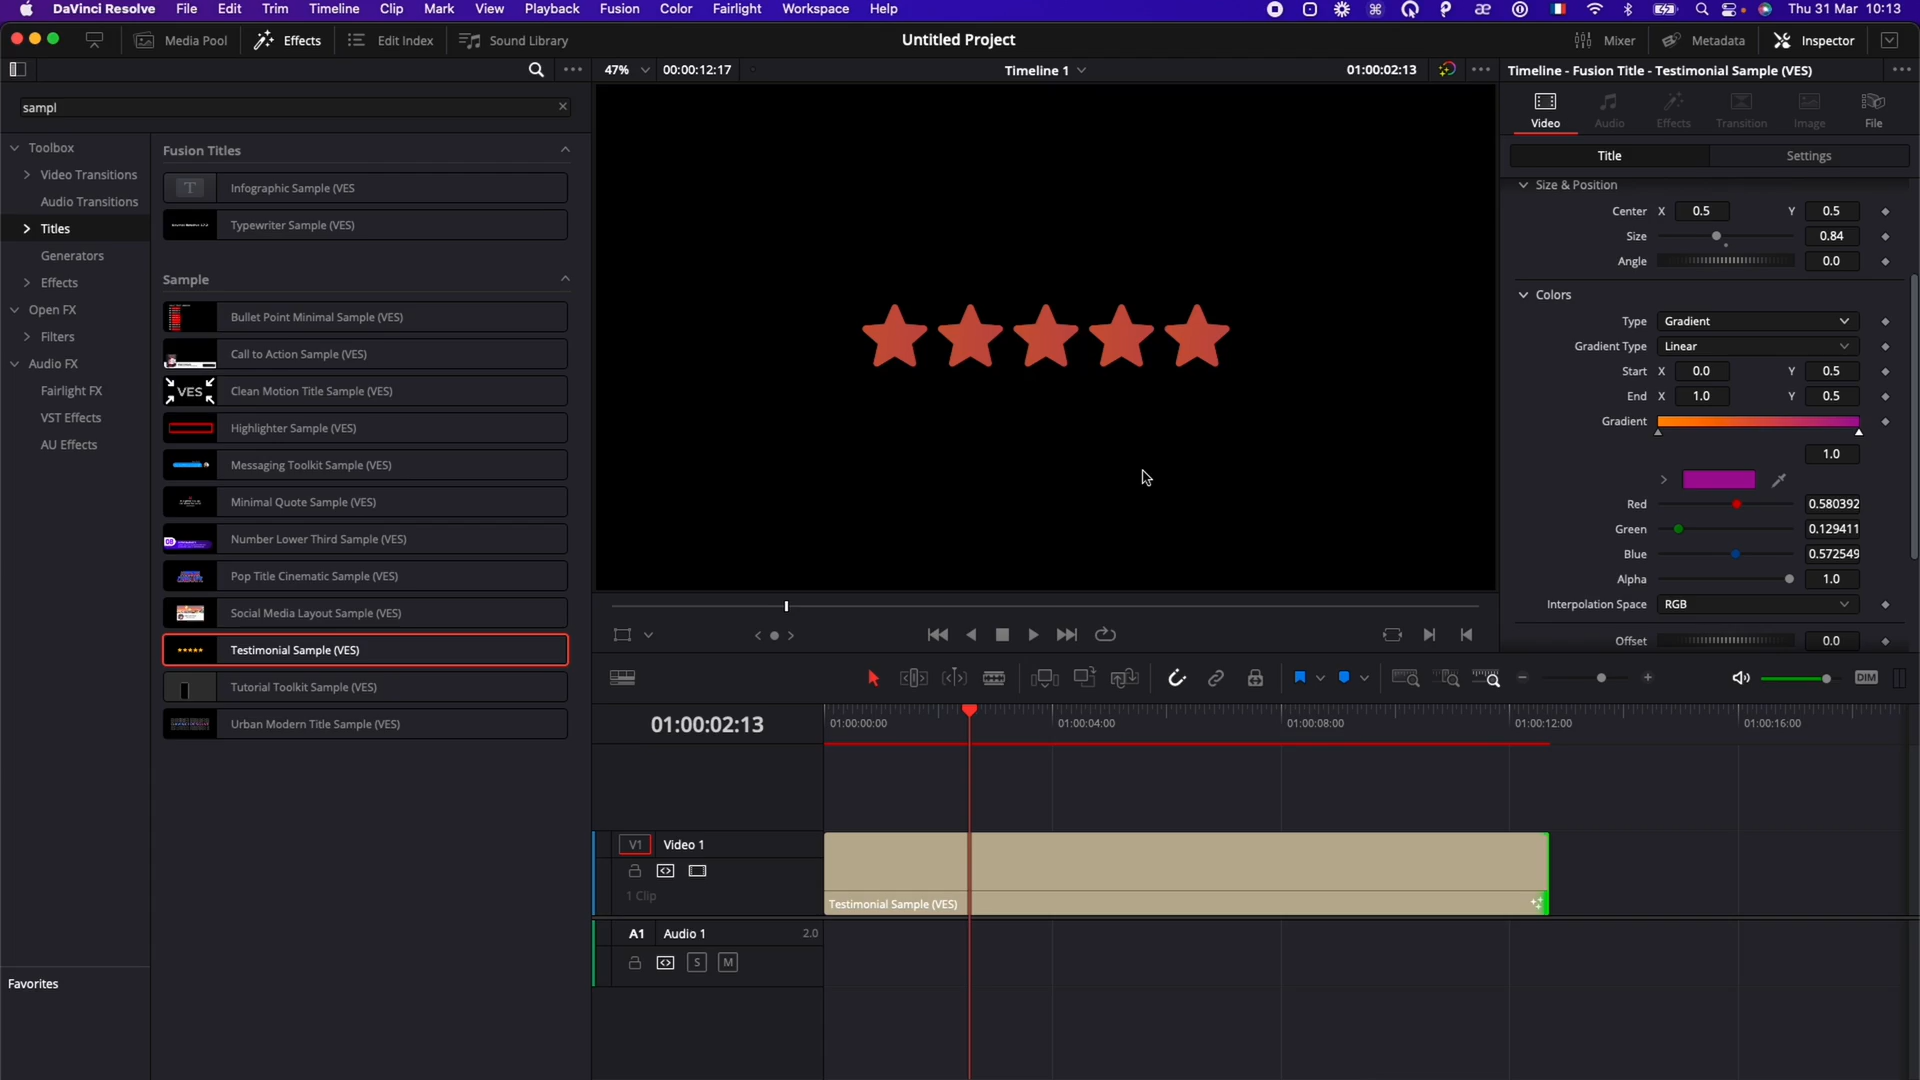 DaVinci Resolve File Edit Trim Timeline Clip Mark View Playback Fusion Color Fairlight Workspace Help Thu 31 Mar 10:13
Media Pool Effects Edit Index Sound Library Untitled Project Mixer Metadata Inspector
47% 00:00:12:17 Timeline 1 01:00:02:13 Timeline - Fusion Title - Testimonial Sample (VES)
sampl
Toolbox
Video Transitions
Audio Transitions
Titles
Generators
Effects
Open FX
Filters
Audio FX
Fairlight FX
VST Effects
AU Effects
Favorites
Fusion Titles
Infographic Sample (VES
Typewriter Sample (VES)
Sample
Bullet Point Minimal Sample (VES)
Call to Action Sample (VES)
VES Clean Motion Title Sample (VES)
Highlighter Sample (VES)
Messaging Toolkit Sample (VES)
Minimal Quote Sample (VES)
Number Lower Third Sample (VES)
Pop Title Cinematic Sample (VES)
Social Media Layout Sample (VES)
Testimonial Sample (VES)
Tutorial Toolkit Sample (VES)
Urban Modern Title Sample (VES)
Video Audio Effects Transition Image File
Title Settings
Size & Position
Center X 0.5 Y 0.5
Size 0.84
Angle 0.0
Colors
Type Gradient
Gradient Type Linear
Start X 0.0 Y 0.5
End X 1.0 Y 0.5
Gradient
1.0
Red 0.580392
Green 0.129411
Blue 0.572549
Alpha 1.0
Interpolation Space RGB
Offset 0.0
DIM
01:00:02:13 01:00:00:00 01:00:04:00 01:00:08:00 01:00:12:00 01:00:16:00
V1 Video 1
1 Clip
Testimonial Sample (VES)
A1 Audio 1 2.0
S M